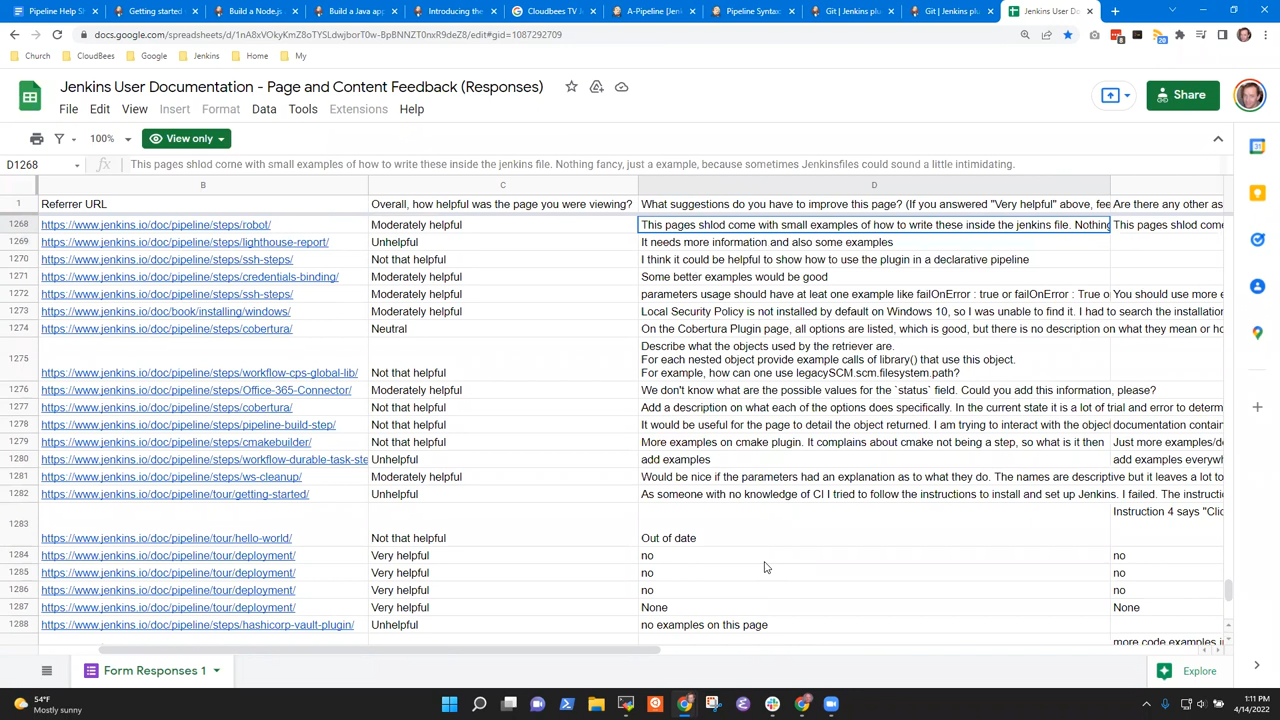 Pipeline Help Sh
Getting started
Build a Node.js
Build a Java app
Introducing the
Cloudbees TV J
A-Pipeline [Jenk
Pipeline Syntax:
Git | Jenkins plu
Git | Jenkins plu
Jenkins User Do
docs.google.com/spreadsheets/d/1nA8xVOkyKmZ8oTYSLdwjborT0w-BpBNNZT0nxR9deZ8/edit#gid=1087292709
Church
CloudBees
Google
Jenkins
Home
My
Jenkins User Documentation - Page and Content Feedback (Responses)
File Edit View Insert Format Data Tools Extensions Help
Share
100%
View only
D1268
This pages shlod come with small examples of how to write these inside the jenkins file. Nothing fancy, just a example, because sometimes Jenkinsfiles could sound a little intimidating.
B C D
1 Referrer URL Overall, how helpful was the page you were viewing? What suggestions do you have to improve this page? (If you answered "Very helpful" above, fee Are there any other as
1268 https://www.jenkins.io/doc/pipeline/steps/robot/ Moderately helpful This pages shlod come with small examples of how to write these inside the jenkins file. Nothing This pages shlod come
1269 https://www.jenkins.io/doc/pipeline/steps/lighthouse-report/ Unhelpful It needs more information and also some examples
1270 https://www.jenkins.io/doc/pipeline/steps/ssh-steps/ Not that helpful I think it could be helpful to show how to use the plugin in a declarative pipeline
1271 https://www.jenkins.io/doc/pipeline/steps/credentials-binding/ Moderately helpful Some better examples would be good
1272 https://www.jenkins.io/doc/pipeline/steps/ssh-steps/ Moderately helpful parameters usage should have at least one example like failOnError : true or failOnError : True o You should use more e
1273 https://www.jenkins.io/doc/book/installing/windows/ Moderately helpful Local Security Policy is not installed by default on Windows 10, so I was unable to find it. I had to search the installation
1274 https://www.jenkins.io/doc/pipeline/steps/cobertura/ Neutral On the Cobertura Plugin page, all options are listed, which is good, but there is no description on what they mean or ho
Describe what the objects used by the retriever are.
For each nested object provide example calls of library() that use this object.
1275 https://www.jenkins.io/doc/pipeline/steps/workflow-cps-global-lib/ Not that helpful For example, how can one use legacySCM.scm.filesystem.path?
1276 https://www.jenkins.io/doc/pipeline/steps/Office-365-Connector/ Moderately helpful We don't know what are the possible values for the `status` field. Could you add this information, please?
1277 https://www.jenkins.io/doc/pipeline/steps/cobertura/ Not that helpful Add a description on what each of the options does specifically. In the current state it is a lot of trial and error to determ
1278 https://www.jenkins.io/doc/pipeline/steps/pipeline-build-step/ Not that helpful It would be useful for the page to detail the object returned. I am trying to interact with the object documentation contain
1279 https://www.jenkins.io/doc/pipeline/steps/cmakebuilder/ Not that helpful More examples on cmake plugin. It complains about cmake not being a step, so what is it then Just more examples/d
1280 https://www.jenkins.io/doc/pipeline/steps/workflow-durable-task-ste Unhelpful add examples add examples everywh
1281 https://www.jenkins.io/doc/pipeline/steps/ws-cleanup/ Moderately helpful Would be nice if the parameters had an explanation as to what they do. The names are descriptive but it leaves a lot to
1282 https://www.jenkins.io/doc/pipeline/tour/getting-started/ Unhelpful As someone with no knowledge of CI I tried to follow the instructions to install and set up Jenkins. I failed. The instructi
Instruction 4 says "Clic
1283 https://www.jenkins.io/doc/pipeline/tour/hello-world/ Not that helpful Out of date
1284 https://www.jenkins.io/doc/pipeline/tour/deployment/ Very helpful no no
1285 https://www.jenkins.io/doc/pipeline/tour/deployment/ Very helpful no no
1286 https://www.jenkins.io/doc/pipeline/tour/deployment/ Very helpful no no
1287 https://www.jenkins.io/doc/pipeline/tour/deployment/ Very helpful None None
1288 https://www.jenkins.io/doc/pipeline/steps/hashicorp-vault-plugin/ Unhelpful no examples on this page
more code examples i
Form Responses 1
Explore
54°F
Mostly sunny
1:11 PM
4/14/2022